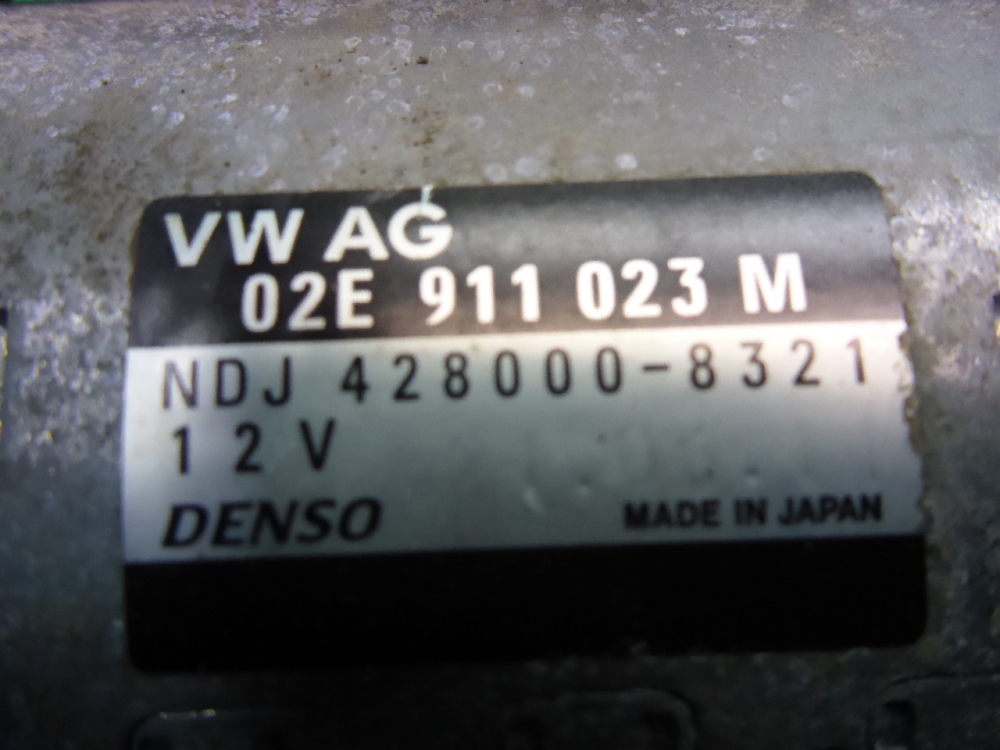 VW AG
02E 911 023 M
NDJ 428000-8321
12V
DENSO
MADE IN JAPAN